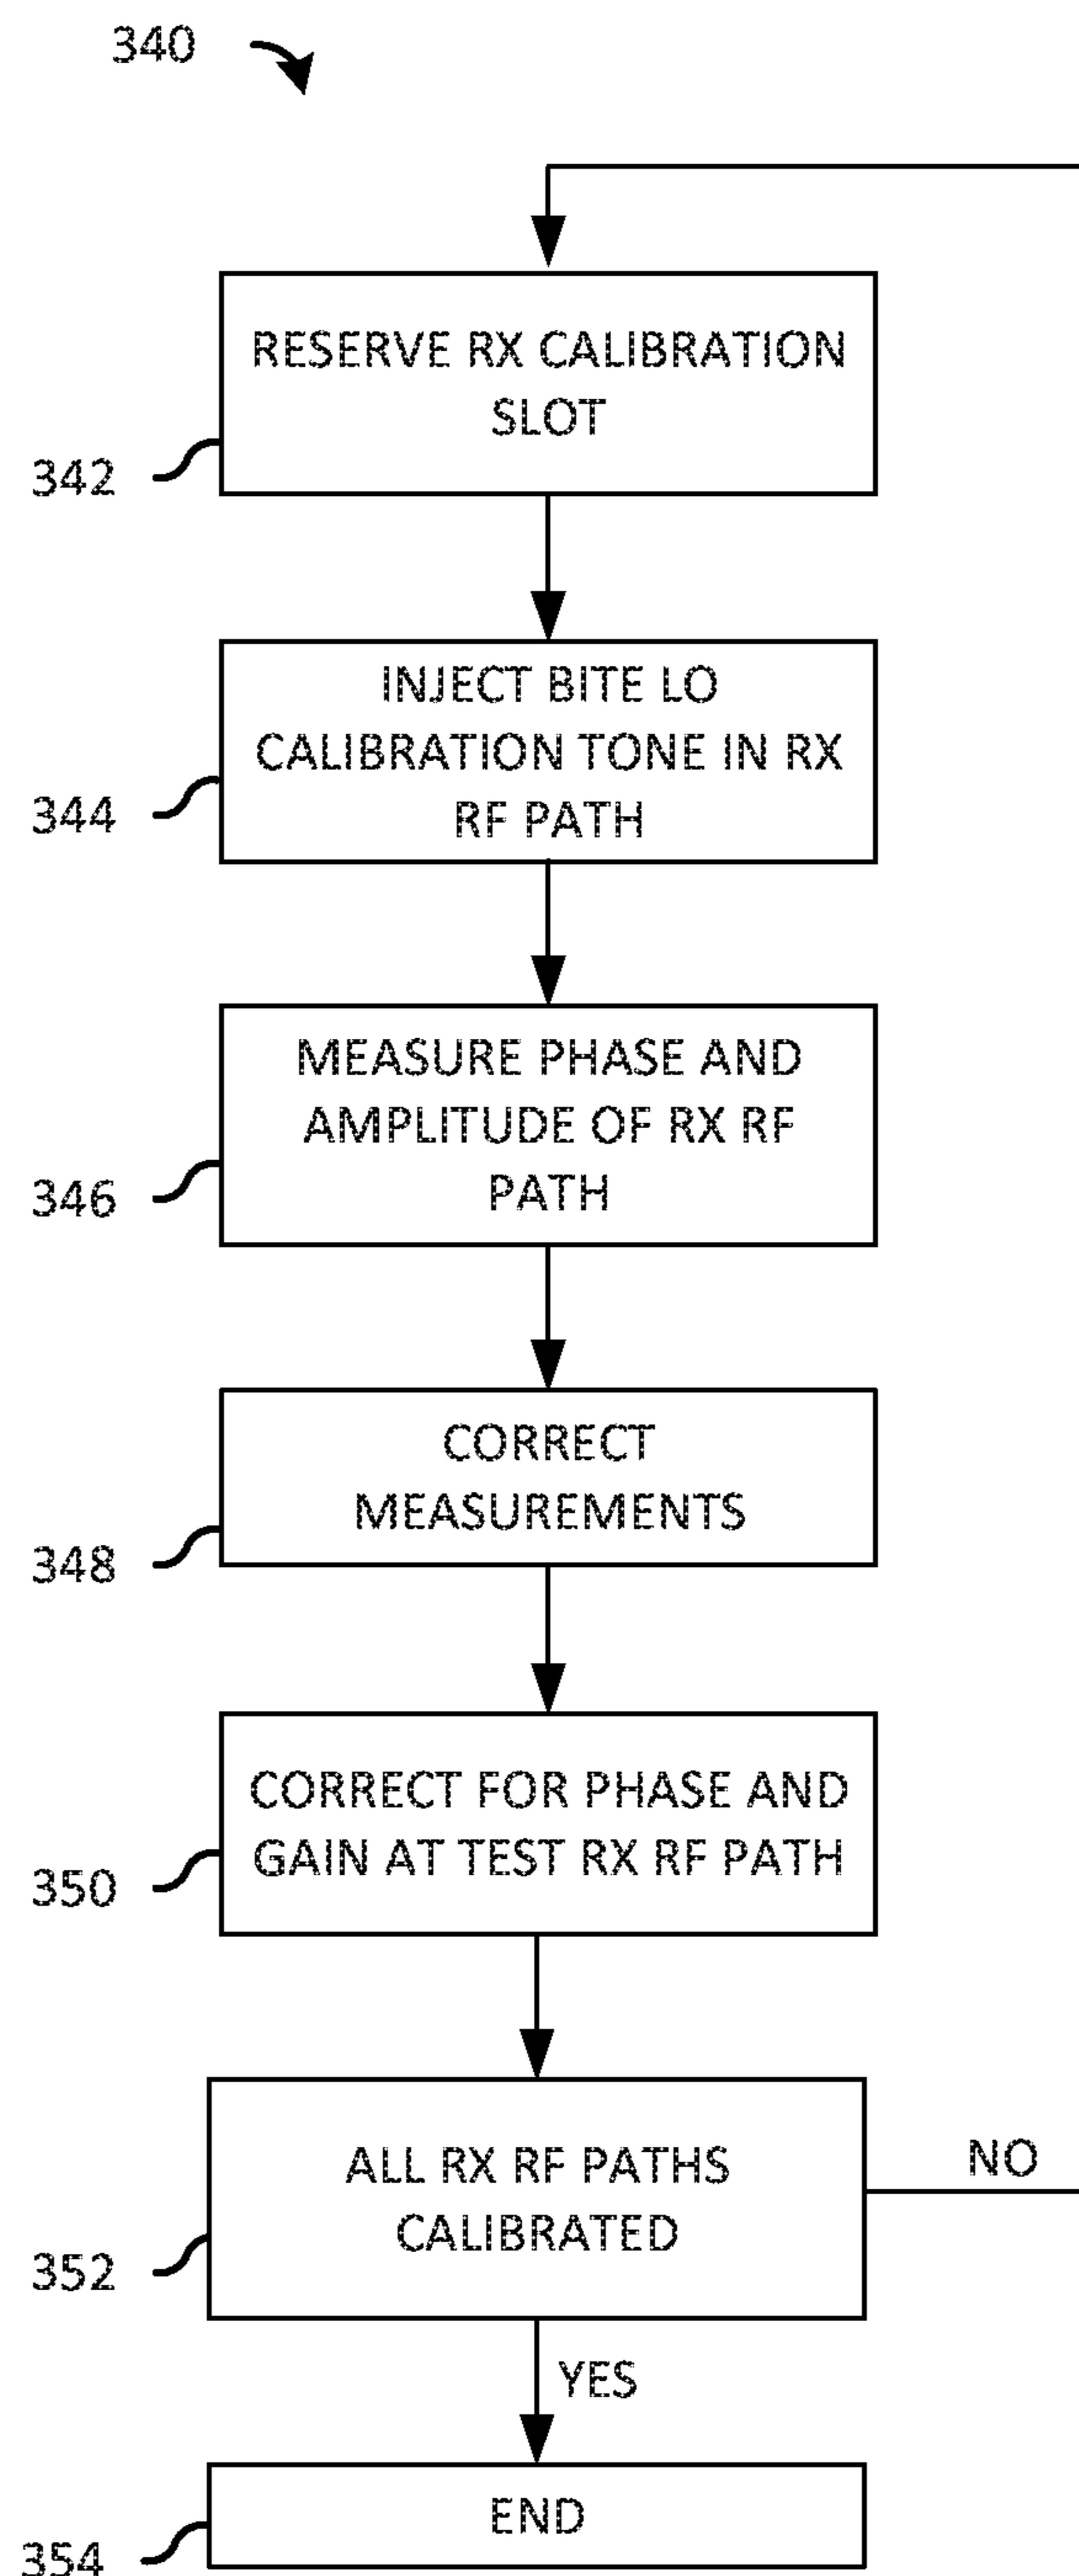 340
RESERVE RX CALIBRATION
SLOT
342
INJECT BITE LO
CALIBRATION TONE IN RX
RF PATH
344
MEASURE PHASE AND
AMPLITUDE OF RX RF
PATH
346
CORRECT
MEASUREMENTS
348
CORRECT FOR PHASE AND
GAIN AT TEST RX RF PATH
350
ALL RX RF PATHS
CALIBRATED
NO
352
YES
END
354